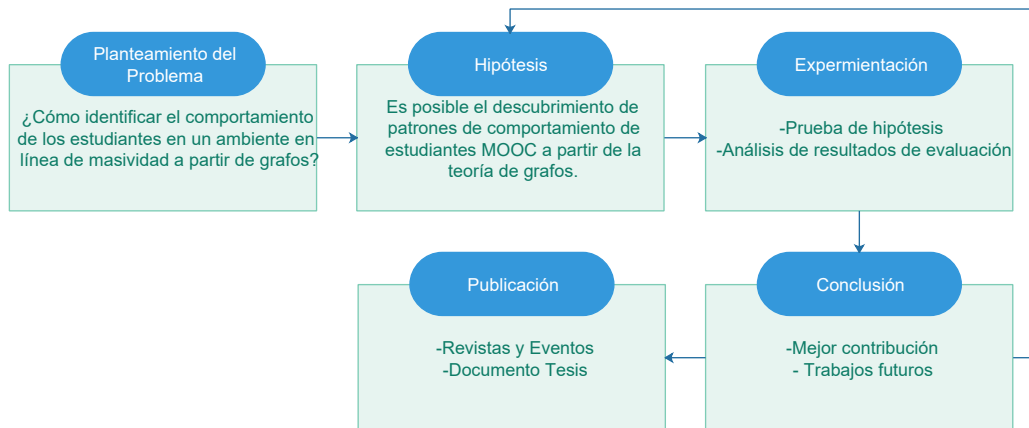 Planteamiento del
Problema
¿Cómo identificar el comportamiento
de los estudiantes en un ambiente en
línea de masividad a partir de grafos?
Hipótesis
Es posible el descubrimiento de
patrones de comportamiento de
estudiantes MOOC a partir de la
teoría de grafos.
Expermientación
-Prueba de hipótesis
-Análisis de resultados de evaluación
Publicación
-Revistas y Eventos
-Documento Tesis
Conclusión
-Mejor contribución
- Trabajos futuros